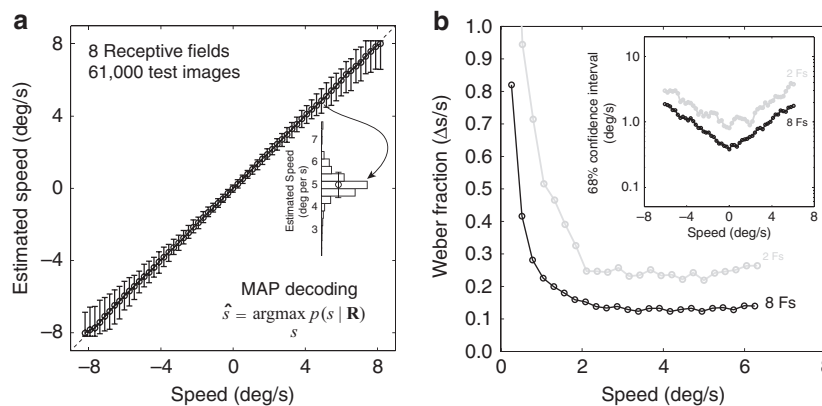 a
8 Receptive fields
61,000 test images
8
4
0
−4
−8
Estimated speed (deg/s)
7
6
5
4
3
Estimated Speed
(deg per s)
MAP decoding
ŝ = argmax p(s | R)
s
−8 −4 0 4 8
Speed (deg/s)
b
1.0
0.9
0.8
0.7
0.6
0.5
0.4
0.3
0.2
0.1
0.0
Weber fraction (Δs/s)
10
1.0
0.1
68% confidence interval
(deg/s)
2 Fs
8 Fs
−6 −4 −2 0 2 4 6
Speed (deg/s)
2 Fs
8 Fs
0 2 4 6 8
Speed (deg/s)